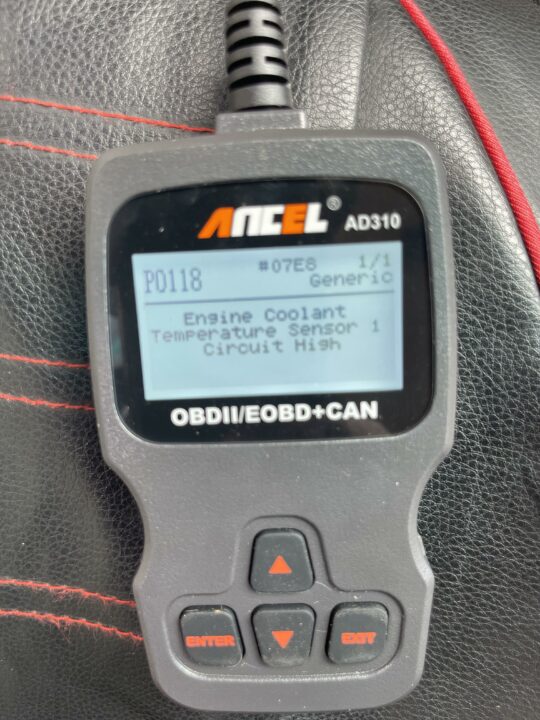 ANCEL® AD310
P0118 #07E8 1/1
Generic
Engine Coolant
Temperature Sensor 1
Circuit High
OBDII/EOBD+CAN
ENTER EXIT